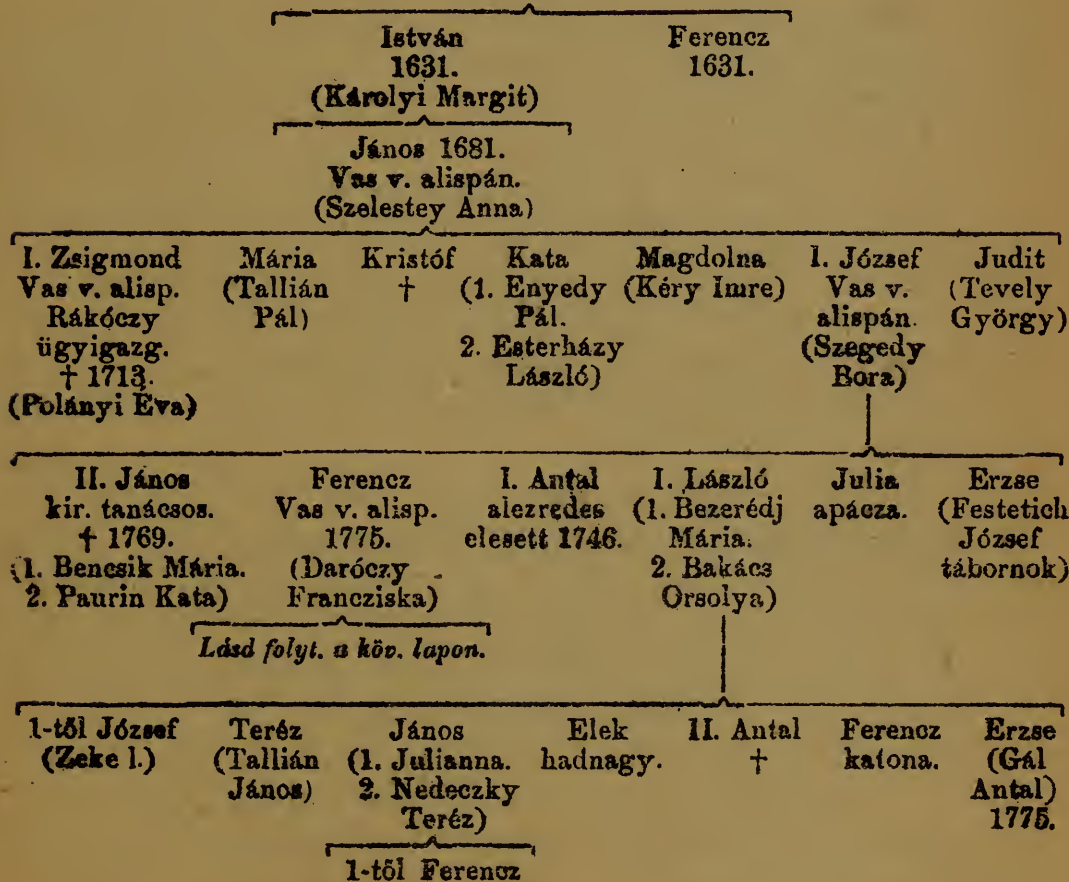 István Ferencz
1631. 1631.
(Károlyi Margit)
János 1681.
Vas v. alispán.
(Szelestey Anna)
I. Zsigmond Mária Kristóf Kata Magdolna I. József Judit
Vas v. alisp. (Tallián † (1. Enyedy (Kéry Imre) Vas v. (Tevely
Rákóczy Pál) Pál. alispán. György)
ügyigazg. 2. Esterházy (Szegedy
† 1713. László) Bora)
(Polányi Éva)
II. János Ferencz I. Antal I. László Julia Erzse
kir. tanácsos. Vas v. alisp. alezredes (1. Bezerédj apácza. (Festetich
† 1769. 1775. elesett 1746. Mária. József
(1. Bencsik Mária. (Daróczy 2. Bakács tábornok)
2. Paurin Kata) Francziska) Orsolya)
Lásd folyt. a köv. lapon.
1-től József Teréz János Elek II. Antal Ferencz Erzse
(Zeke l.) (Tallián (1. Julianna. hadnagy. † katona. (Gál
János) 2. Nedeczky Antal)
Teréz) 1775.
1-től Ferencz